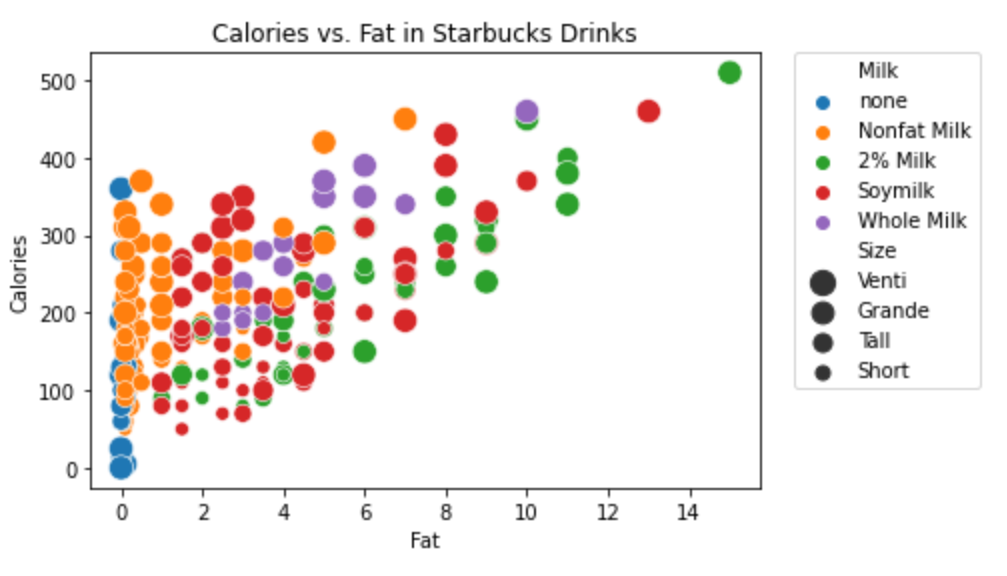 Calories vs. Fat in Starbucks Drinks
500
400
300
200
100
0
Calories
0 2 4 6 8 10 12 14
Fat
Milk
none
Nonfat Milk
2% Milk
Soymilk
Whole Milk
Size
Venti
Grande
Tall
Short